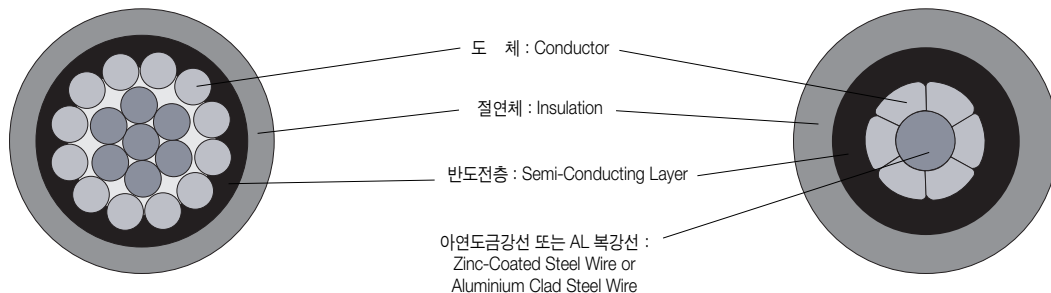 도 체 : Conductor
절연체 : Insulation
반도전층 : Semi-Conducting Layer
아연도금강선 또는 AL 복강선 :
Zinc-Coated Steel Wire or
Aluminium Clad Steel Wire